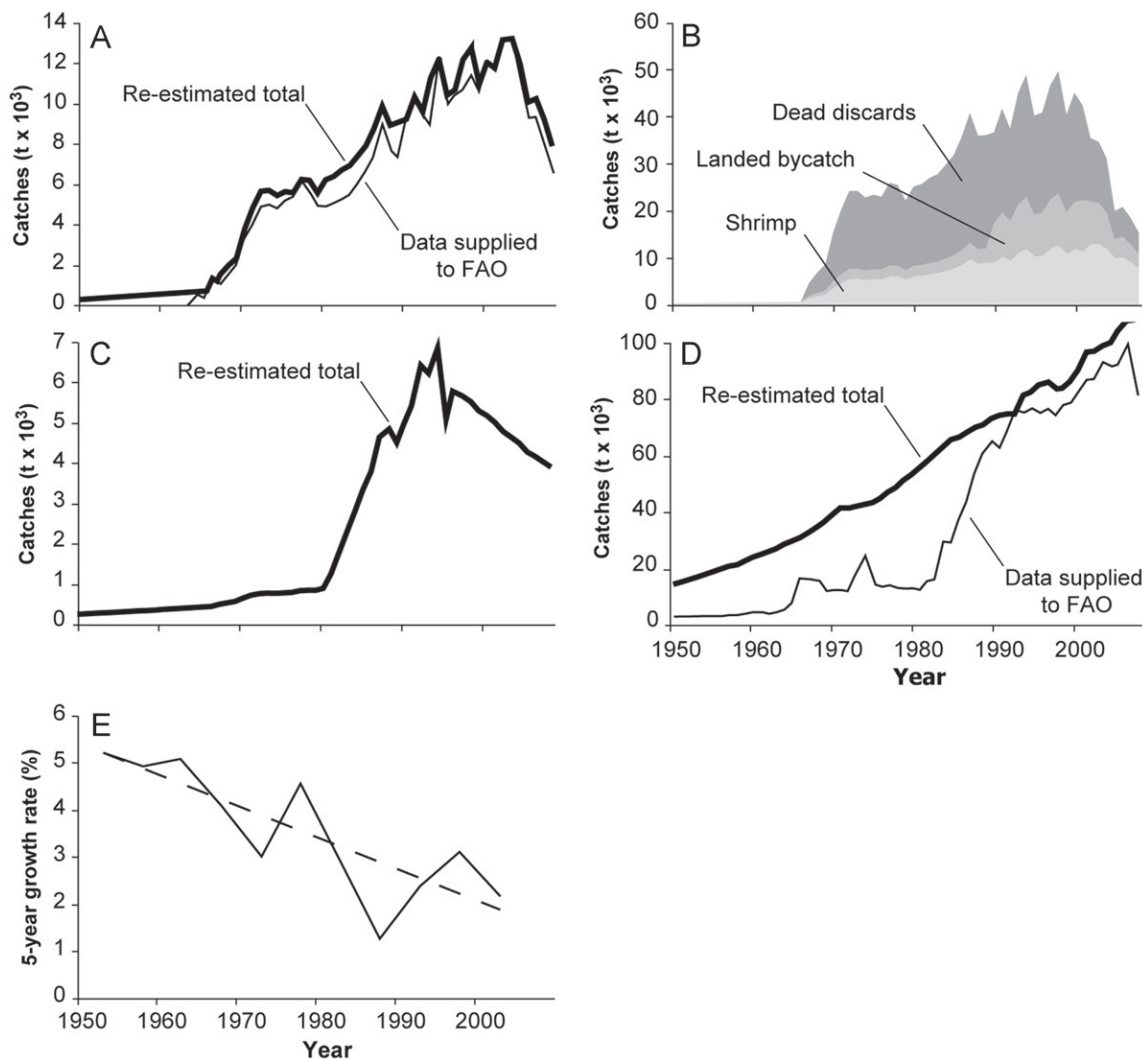 A
Catches (t x 10³)
14
12
10
8
6
4
2
0
Re-estimated total
Data supplied
to FAO
B
Catches (t x 10³)
60
50
40
30
20
10
0
Dead discards
Landed bycatch
Shrimp
C
Catches (t x 10³)
7
6
5
4
3
2
1
0
Re-estimated total
D
Catches (t x 10³)
100
80
60
40
20
0
Re-estimated total
Data supplied
to FAO
1950 1960 1970 1980 1990 2000
Year
E
5-year growth rate (%)
6
5
4
3
2
1
0
1950 1960 1970 1980 1990 2000
Year